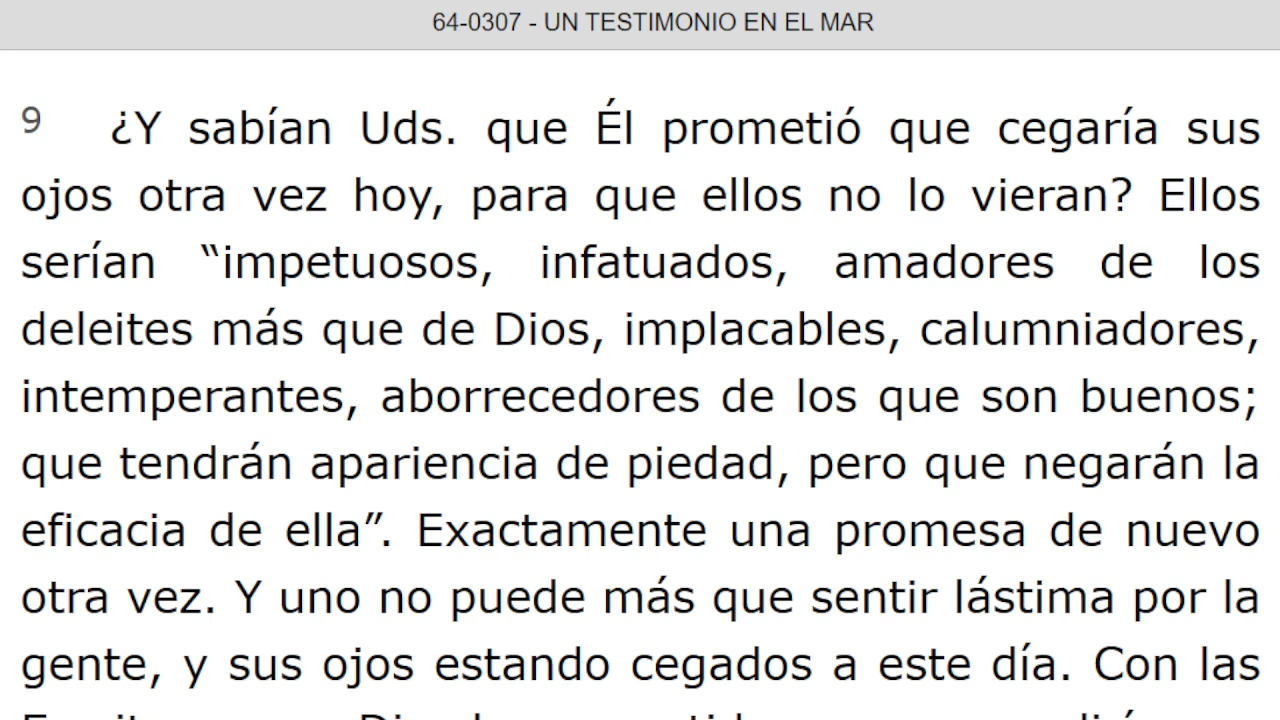 64-0307 - UN TESTIMONIO EN EL MAR
9 ¿Y sabían Uds. que Él prometió que cegaría sus
ojos otra vez hoy, para que ellos no lo vieran? Ellos
serían “impetuosos, infatuados, amadores de los
deleites más que de Dios, implacables, calumniadores,
intemperantes, aborrecedores de los que son buenos;
que tendrán apariencia de piedad, pero que negarán la
eficacia de ella”. Exactamente una promesa de nuevo
otra vez. Y uno no puede más que sentir lástima por la
gente, y sus ojos estando cegados a este día. Con las